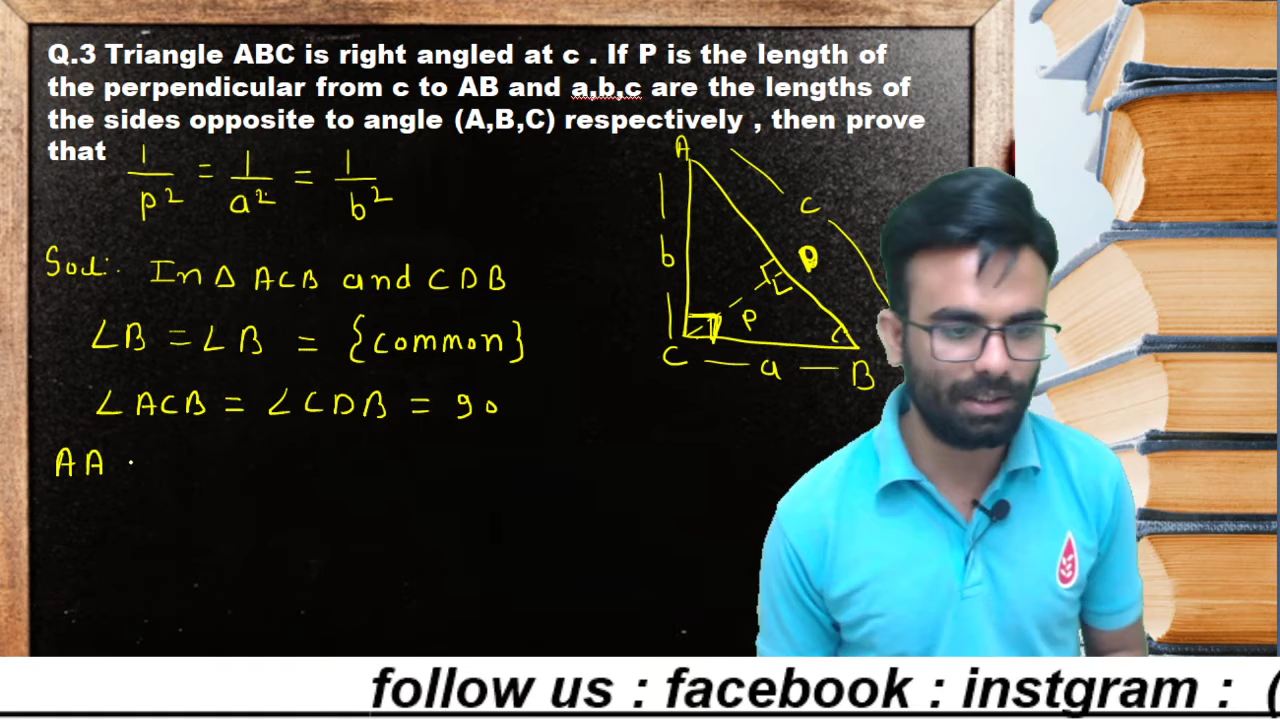 Q.3 Triangle ABC is right angled at c . If P is the length of
the perpendicular from c to AB and a,b,c are the lengths of
the sides opposite to angle (A,B,C) respectively , then prove
that 1/p² = 1/a² = 1/b²
A
c
b
D
P
C — a — B
Sol:. In Δ ACB and CDB
∠B = ∠B = {common}
∠ACB = ∠CDB = 90
AA .
follow us : facebook : instgram : (